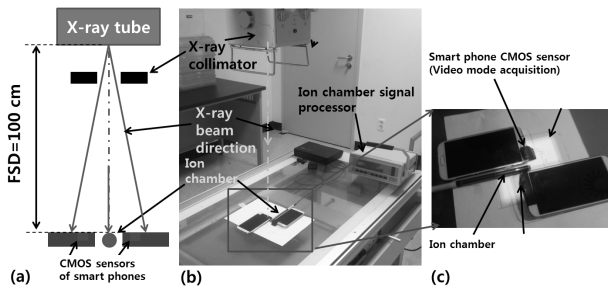 X-ray tube
FSD=100 cm
CMOS sensors
of smart phones
(a)
X-ray
collimator
X-ray
beam
direction
Ion
chamber
Ion chamber signal
processor
(b)
Smart phone CMOS sensor
(Video mode acquisition)
Ion chamber
(c)